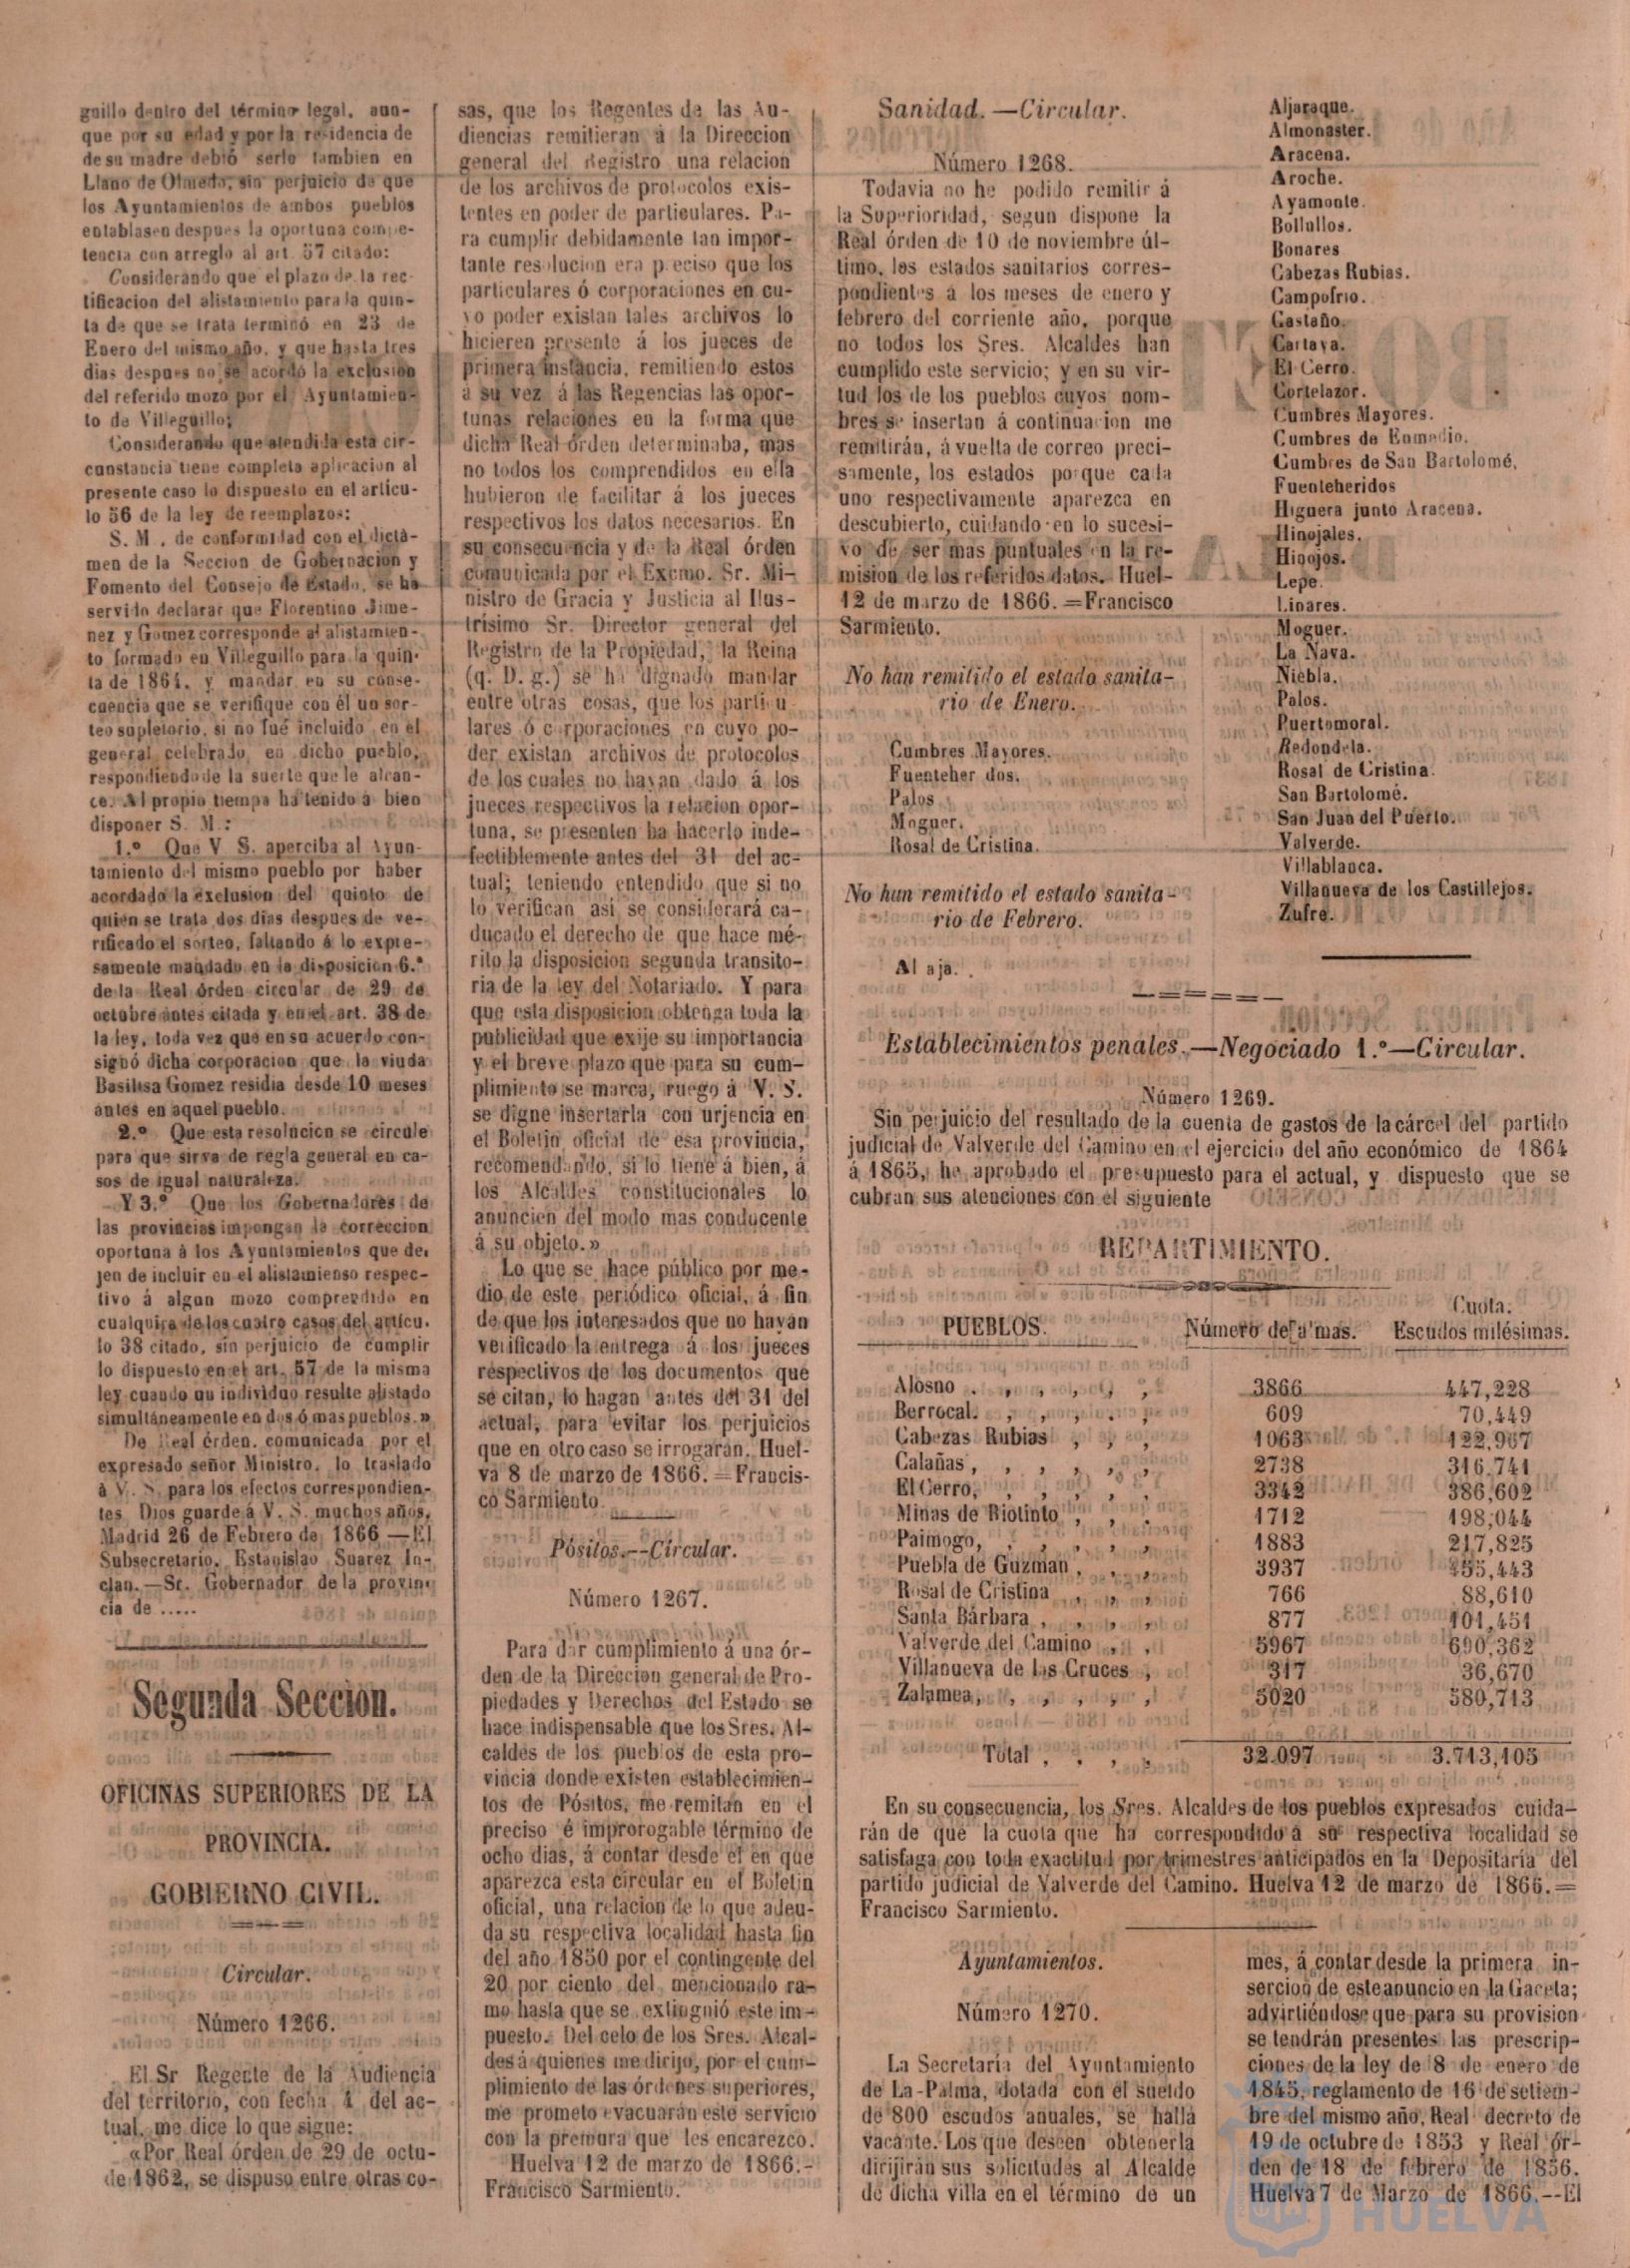 guillo dentro del término legal, aun-
que por su edad y por la residencia de
de su madre debió serlo tambien en
Llano de Olmedo, sin perjuicio de que
los Ayuntamientos de ambos pueblos
entablasen despues la oportuna compe-
tencia con arreglo al art. 57 citado:
Considerando que el plazo de la rec-
tificacion del alistamiento para la quin-
ta de que se trata terminó en 23 de
Enero del mismo año, y que hasta tres
dias despues no se acordó la exclusion
del referido mozo por el Ayuntamien-
to de Villeguillo;
Considerando que atendida esta cir-
cunstancia tiene completa aplicacion al
presente caso lo dispuesto en el articu-
lo 56 de la ley de reemplazos:
S. M. de conformidad con el dictá-
men de la Seccion de Gobernacion y
Fomento del Consejo de Estado, se ha
servido declarar que Florentino Jime-
nez y Gomez corresponde al alistamien-
to formado en Villeguillo para la quin-
ta de 1864, y mandar en su conse-
cuencia que se verifique con él un sor-
teo supletorio, si no fué incluido en el
general celebrado en dicho pueblo,
respondiendo de la suerte que le alcan-
ce. Al propio tiempo ha tenido á bien
disponer S. M.:
1.º Que V S. aperciba al Ayun-
tamiento del mismo pueblo por haber
acordado la exclusion del quinto de
quien se trata dos dias despues de ve-
rificado el sorteo, faltando á lo expre-
samente mandado en la disposicion 6.ª
de la Real órden circular de 29 de
octubre ántes citada y en el art. 38 de
la ley, toda vez que en su acuerdo con-
signó dicha corporacion que la viuda
Basilisa Gomez residia desde 10 meses
ántes en aquel pueblo.
2.º Que esta resolucion se circule
para que sirva de regla general en ca-
sos de igual naturaleza.
Y 3.º Que los Gobernadores de
las provincias impongan la correccion
oportuna á los Ayuntamientos que de-
jen de incluir en el alistamienso respec-
tivo á algun mozo comprendido en
cualquira de los cuatro casos del artícu-
lo 38 citado, sin perjuicio de cumplir
lo dispuesto en el art. 57 de la misma
ley cuando un individuo resulte alistado
simultáneamente en dos ó mas pueblos.»
De Real órden, comunicada por el
expresado señor Ministro, lo traslado
á V. S. para los efectos correspondien-
tes. Dios guarde á V. S. muchos años.
Madrid 26 de Febrero de 1866—El
Subsecretario, Estanislao Suarez In-
clan.—Sr. Gobernador de la provin-
cia de .....
Segunda Seccion.
OFICINAS SUPERIORES DE LA
PROVINCIA.
GOBIERNO CIVIL.
Circular.
Número 1266.
El Sr Regente de la Audiencia
del territorio, con fecha 4 del ac-
tual, me dice lo que sigue:
«Por Real órden de 29 de octu-
de 1862, se dispuso entre otras co-
sas, que los Regentes de las Au-
diencias remitieran á la Direccion
general del Registro una relacion
de los archivos de protocolos exis-
tentes en poder de particulares. Pa-
ra cumplir debidamente tan impor-
tante resolucion era preciso que los
particulares ó corporaciones en cu-
yo poder existan tales archivos lo
hicieren presente á los jueces de
primera instancia, remitiendo estos
á su vez á las Regencias las opor-
tunas relaciones en la forma que
dicha Real órden determinaba, mas
no todos los comprendidos en ella
hubieron de facilitar á los jueces
respectivos los datos necesarios. En
su consecuencia y de la Real órden
comunicada por el Excmo. Sr. Mi-
nistro de Gracia y Justicia al Ilus-
trisimo Sr. Director general del
Registro de la Propiedad, la Reina
(q. D. g.) se ha dignado mandar
entre otras cosas, que los particu-
lares ó corporaciones en cuyo po-
der existan archivos de protocolos
de los cuales no hayan dado á los
jueces respectivos la relacion opor-
tuna, se presenten ha hacerlo inde-
fectiblemente antes del 31 del ac-
tual; teniendo entendido que si no
lo verifican así se considerará ca-
ducado el derecho de que hace mé-
rito la disposicion segunda transito-
ria de la ley del Notariado. Y para
que esta disposicion obtenga toda la
publicidad que exije su importancia
y el breve plazo que para su cum-
plimiento se marca, ruego á V. S.
se digne insertarla con urjencia en
el Boletin oficial de esa provincia,
recomendando, si lo tiene á bien, á
los Alcaldes constitucionales lo
anuncien del modo mas conducente
á su objeto.»
Lo que se hace público por me-
dio de este periódico oficial, á fin
de que los interesados que no hayan
verificado la entrega á los jueces
respectivos de los documentos que
se citan, lo hagan antes del 31 del
actual, para evitar los perjuicios
que en otro caso se irrogarán. Huel-
va 8 de marzo de 1866.=Francis-
co Sarmiento.
Pósitos.--Circular.
Número 1267.
Para dar cumplimiento á una ór-
den de la Direccion general de Pro-
piedades y Derechos del Estado se
hace indispensable que los Sres. Al-
caldes de los pueblos de esta pro-
vincia donde existen establecimien-
tos de Pósitos, me remitan en el
preciso é improrogable término de
ocho dias, á contar desde el en que
aparezca esta circular en el Boletin
oficial, una relacion de lo que adeu-
da su respectiva localidad hasta fin
del año 1850 por el contingente del
20 por ciento del mencionado ra-
mo hasta que se extinguió este im-
puesto. Del celo de los Sres. Alcal-
des á quienes me dirijo, por el cum-
plimiento de las órdenes superiores,
me prometo evacuarán este servicio
con la premura que les encarezco.
Huelva 12 de marzo de 1866.-
Francisco Sarmiento.
Sanidad.—Circular.
Número 1268.
Todavia no he podido remitir á
la Superioridad, segun dispone la
Real órden de 10 de noviembre úl-
timo, los estados sanitarios corres-
pondientes á los meses de enero y
febrero del corriente año, porque
no todos los Sres. Alcaldes han
cumplido este servicio; y en su vir-
tud los de los pueblos cuyos nom-
bres se insertan á continuacion me
remitirán, á vuelta de correo preci-
samente, los estados porque cada
uno respectivamente aparezca en
descubierto, cuidando en lo sucesi-
vo de ser mas puntuales en la re-
mision de los referidos datos. Huel-
12 de marzo de 1866.=Francisco
Sarmiento.
No han remitido el estado sanita-
rio de Enero.
Cumbres Mayores.
Fuenteher dos.
Palos
Moguer.
Rosal de Cristina.
No han remitido el estado sanita-
rio de Febrero.
Al aja.
Aljaraque.
Almonaster.
Aracena.
Aroche.
Ayamonte.
Bollullos.
Bonares
Cabezas Rubias.
Campofrio.
Castaño.
Cartaya.
El Cerro.
Cortelazor.
Cumbres Mayores.
Cumbres de Enmedio.
Cumbres de San Bartolomé.
Fuenteheridos
Higuera junto Aracena.
Hinojales.
Hinojos.
Lepe.
Linares.
Moguer.
La Nava.
Niebla.
Palos.
Puertomoral.
Redondela.
Rosal de Cristina.
San Bartolomé.
San Juan del Puerto.
Valverde.
Villablanca.
Villanueva de los Castillejos.
Zufre.
Establecimientos penales.—Negociado 1.º—Circular.
Número 1269.
Sin perjuicio del resultado de la cuenta de gastos de la cárcel del partido
judicial de Valverde del Camino en el ejercicio del año económico de 1864
á 1865, he aprobado el presupuesto para el actual, y dispuesto que se
cubran sus atenciones con el siguiente
REPARTIMIENTO.
Cuota.
PUEBLOS. Número de a'mas. Escudos milésimas.
Alosno . , , , , , 3866 447,228
Berrocal. , , , , , 609 70,449
Cabezas Rubias , , , 1063 122,967
Calañas , , , , , , 2738 316.741
El Cerro, , , , , , 3342 386,602
Minas de Riotinto , , , 1712 198,044
Paimogo, , , , , , 1883 217,825
Puebla de Guzman , , , 3937 455,443
Rosal de Cristina , , , 766 88,610
Santa Bárbara , , , , 877 101,451
Valverde del Camino , , , 5967 690,362
Villanueva de las Cruces , 317 36,670
Zalamea, , , , , , 5020 580,713
Total , , , , 32.097 3.713,105
En su consecuencia, los Sres. Alcaldes de los pueblos expresados cuida-
rán de que la cuota que ha correspondido á su respectiva localidad se
satisfaga con toda exactitud por trimestres anticipados en la Depositaría del
partido judicial de Valverde del Camino. Huelva 12 de marzo de 1866.=
Francisco Sarmiento.
Ayuntamientos.
Número 1270.
La Secretaría del Ayuntamiento
de La-Palma, dotada con el sueldo
de 800 escudos anuales, se halla
vacante. Los que deseen obtenerla
dirijirán sus solicitudes al Alcalde
de dicha villa en el término de un
mes, á contar desde la primera in-
sercion de este anuncio en la Gaceta;
advirtiéndose que para su provision
se tendrán presentes las prescrip-
ciones de la ley de 8 de enero de
1845, reglamento de 16 de setiem-
bre del mismo año, Real decreto de
19 de octubre de 1853 y Real ór-
den de 18 de febrero de 1856.
Huelva 7 de Marzo de 1866.--El
HUELVA